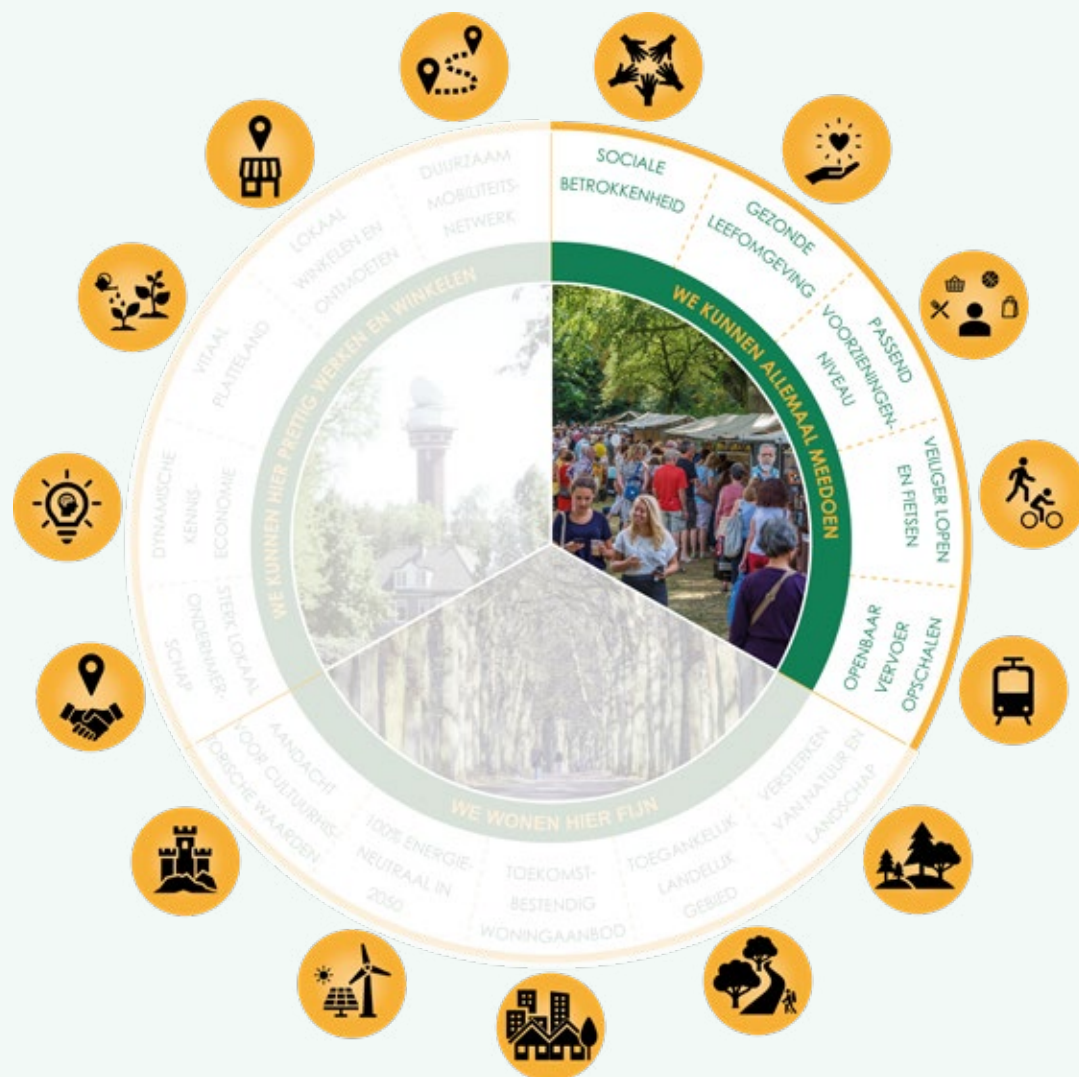 SOCIALE
BETROKKENHEID
GEZONDE
LEEFOMGEVING
PASSEND
VOORZIENINGEN-
NIVEAU
VEILIGER LOPEN
EN FIETSEN
OPENBAAR
VERVOER
OPSCHALEN
WE KUNNEN ALLEMAAL MEEDOEN
VERSTERKEN
VAN NATUUR EN
LANDSCHAP
TOEGANKELIJK
LANDELIJK
GEBIED
TOEKOMST-
BESTENDIG
WONINGAANBOD
100% ENERGIE-
NEUTRAAL IN
2050
AANDACHT
VOOR CULTUURHIS-
TORISCHE WAARDEN
WE WONEN HIER FIJN
STERK LOKAAL
ONDERNEMER-
SCHAP
DYNAMISCHE
KENNIS-
ECONOMIE
VITAAL
PLATTELAND
LOKAAL
WINKELEN EN
ONTMOETEN
DUURZAAM
MOBILITEITS-
NETWERK
WE KUNNEN HIER PRETTIG WERKEN EN WINKELEN